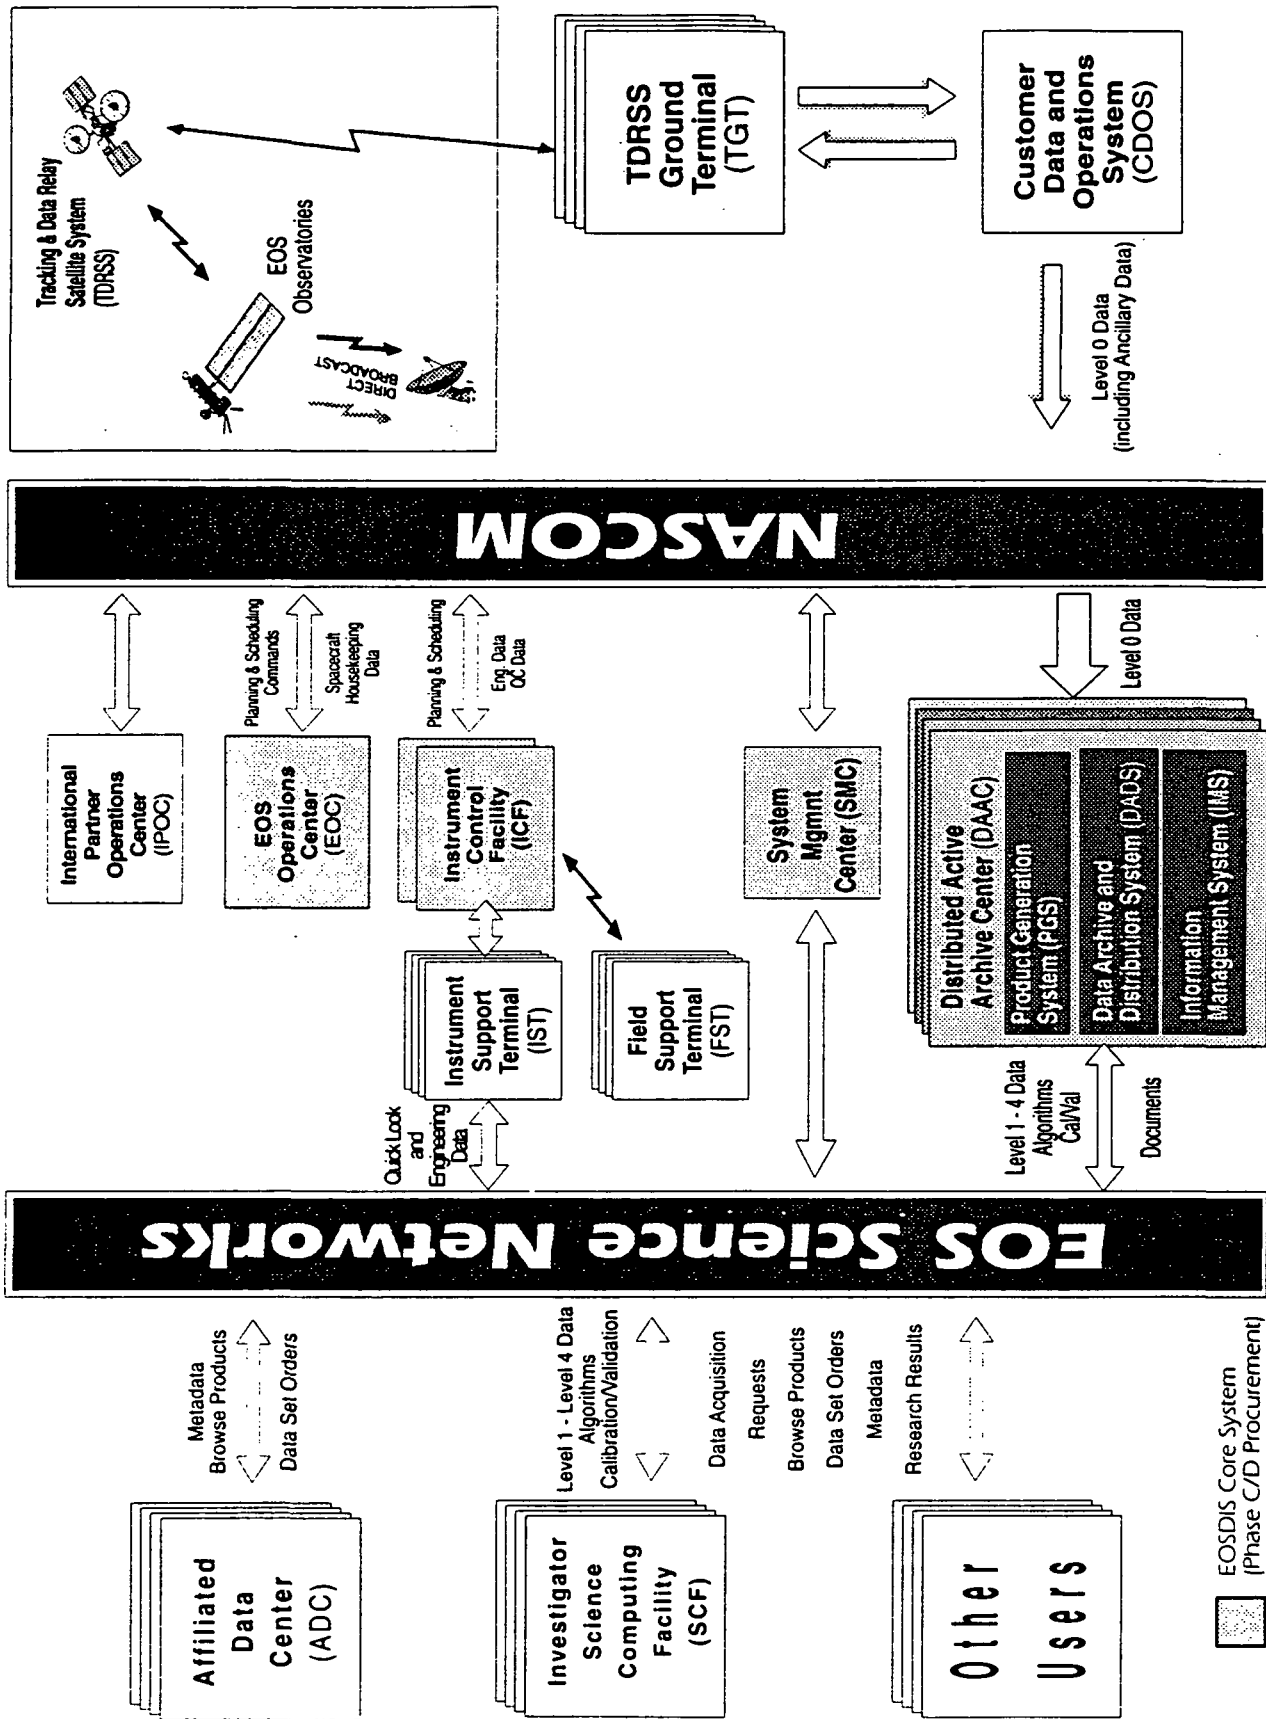 Tracking & Data Relay
Satellite System
(TDRSS)
EOS
Observatories
DIRECT
BROADCAST
TDRSS
Ground
Terminal
(TGT)
Customer
Data and
Operations
System
(CDOS)
Level 0 Data
(including Ancillary Data)
NASCOM
International
Partner
Operations
Center
(IPOC)
Planning & Scheduling
Commands
Spacecraft
Housekeeping
Data
EOS
Operations
Center
(EOC)
Planning & Scheduling
Eng. Data
QC Data
Instrument
Control
Facility
(ICF)
System
Mgmnt
Center (SMC)
Level 0 Data
Distributed Active
Archive Center (DAAC)
Product Generation
System (PGS)
Data Archive and
Distribution System (DADS)
Information
Management System (IMS)
Instrument
Support
Terminal
(IST)
Field
Support
Terminal
(FST)
Quick Look
and
Engineering
Data
Level 1 - 4 Data
Algorithms
Cal/Val
Documents
EOS Science Networks
Metadata
Browse Products
Data Set Orders
Level 1 - Level 4 Data
Algorithms
Calibration/Validation
Data Acquisition
Requests
Browse Products
Data Set Orders
Metadata
Research Results
Affiliated
Data
Center
(ADC)
Investigator
Science
Computing
Facility
(SCF)
Other
Users
EOSDIS Core System
(Phase C/D Procurement)